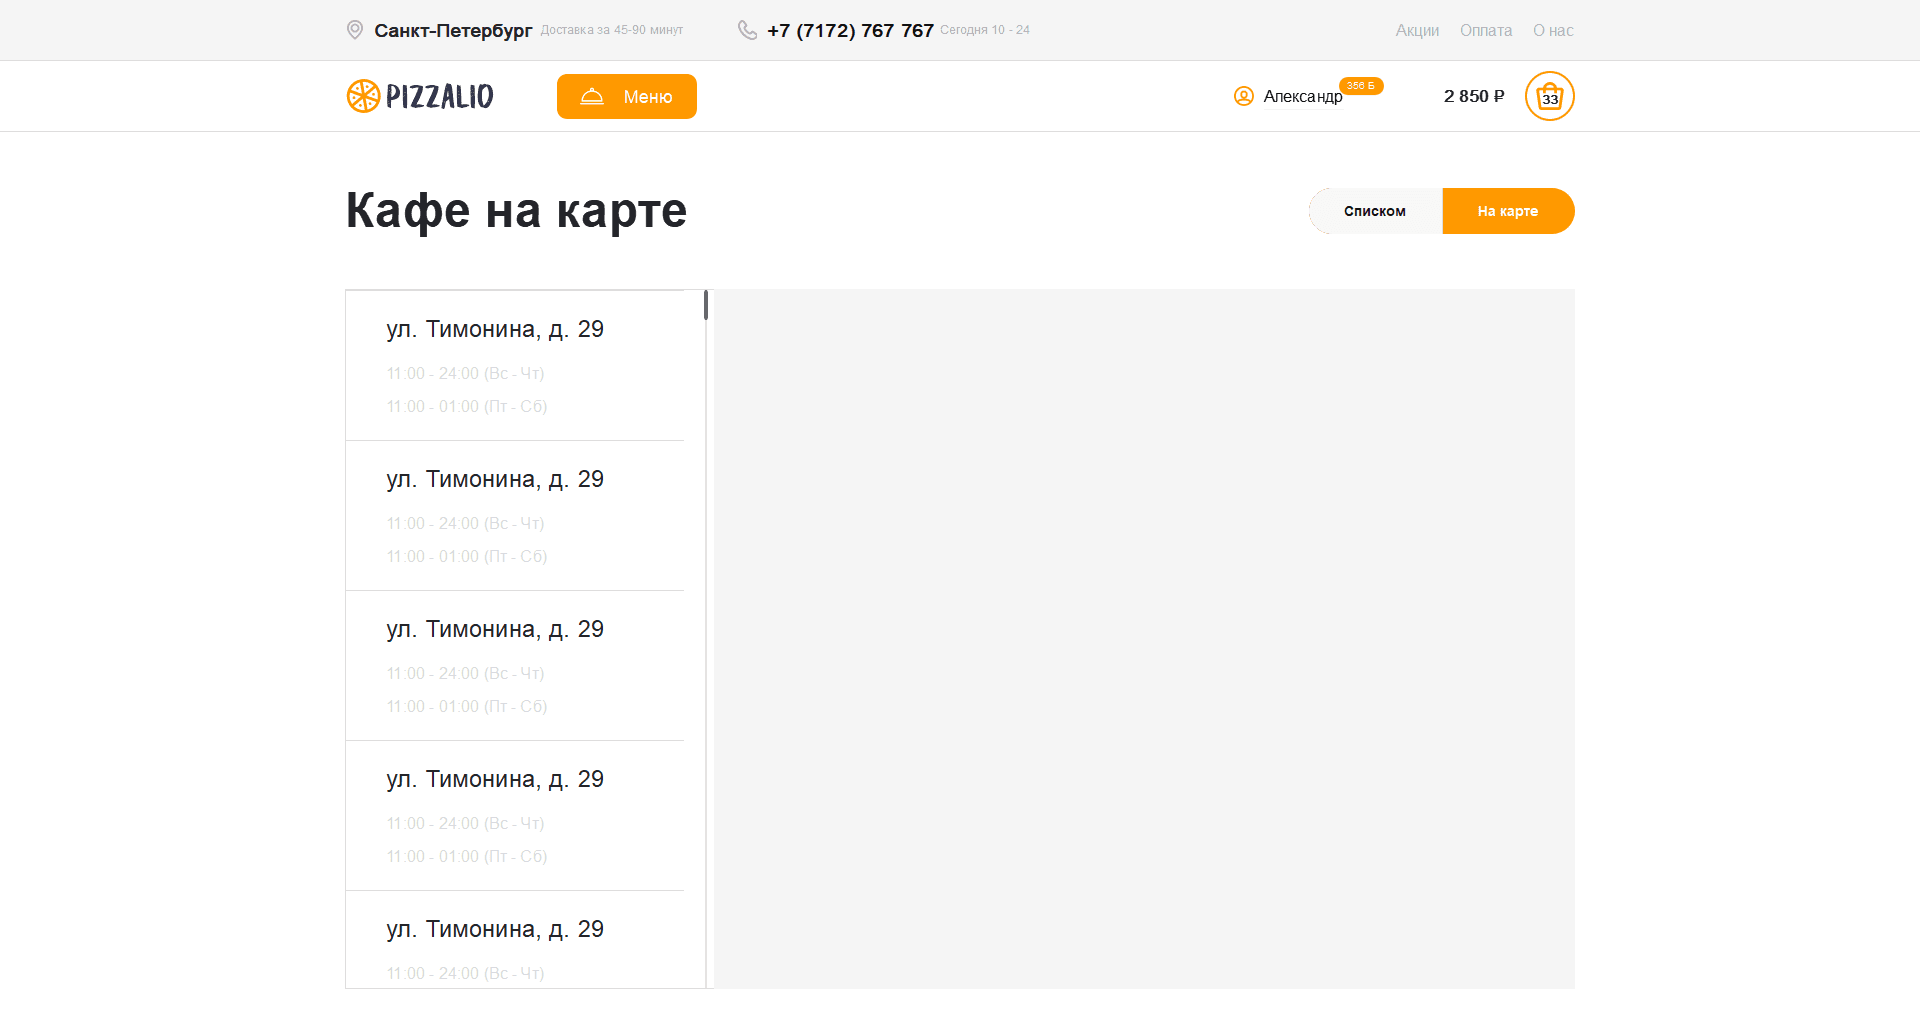 Санкт-Петербург Доставка за 45-90 минут +7 (7172) 767 767 Сегодня 10 - 24 Акции Оплата О нас
PIZZALIO Меню Александр 356 Б 2 850 ₽ 33
Кафе на карте Списком На карте
ул. Тимонина, д. 29
11:00 - 24:00 (Вс - Чт)
11:00 - 01:00 (Пт - Сб)
ул. Тимонина, д. 29
11:00 - 24:00 (Вс - Чт)
11:00 - 01:00 (Пт - Сб)
ул. Тимонина, д. 29
11:00 - 24:00 (Вс - Чт)
11:00 - 01:00 (Пт - Сб)
ул. Тимонина, д. 29
11:00 - 24:00 (Вс - Чт)
11:00 - 01:00 (Пт - Сб)
ул. Тимонина, д. 29
11:00 - 24:00 (Вс - Чт)